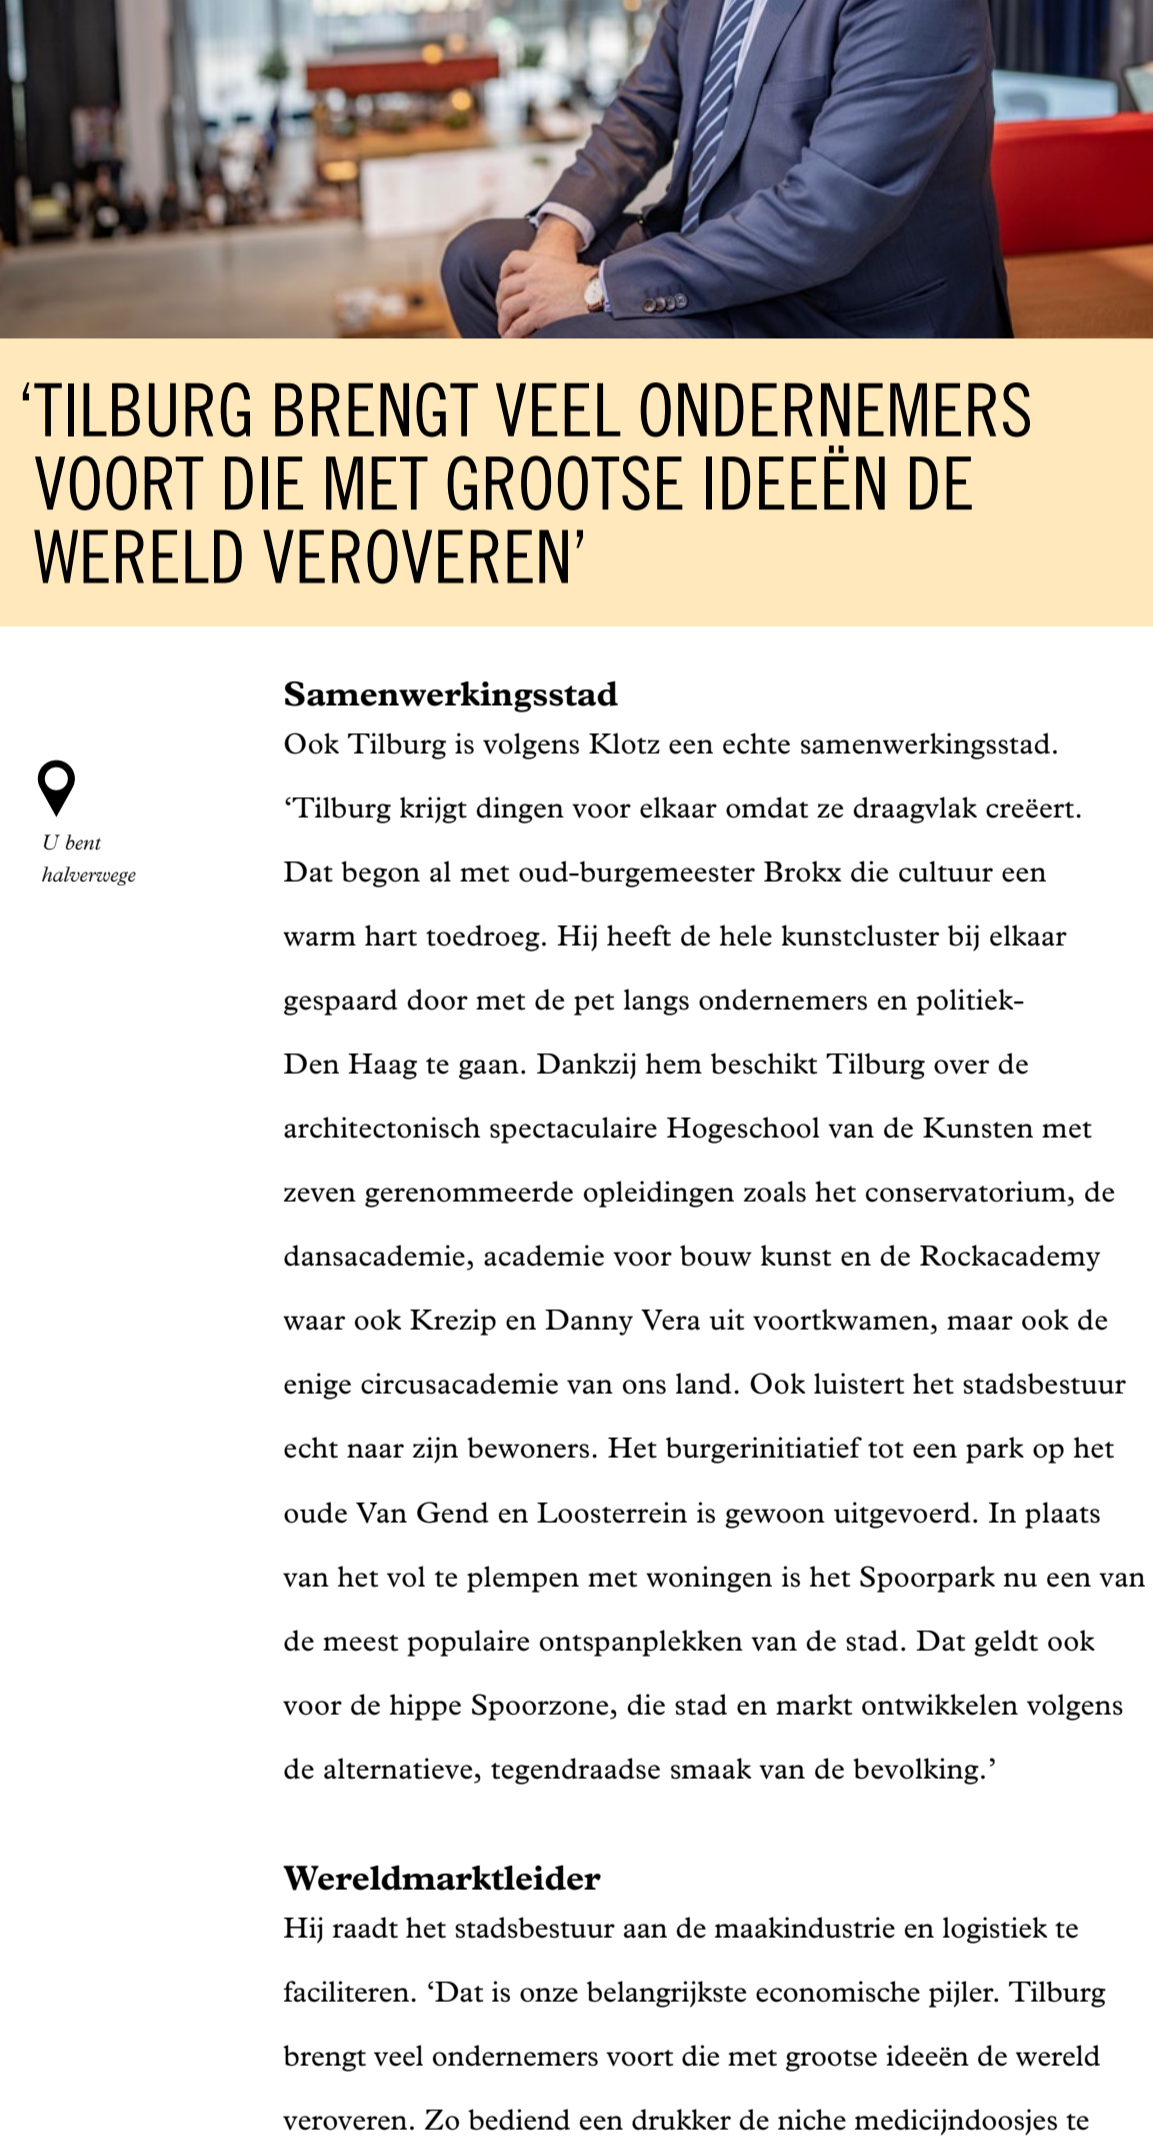 ‘TILBURG BRENGT VEEL ONDERNEMERS
VOORT DIE MET GROOTSE IDEEËN DE
WERELD VEROVEREN’
U bent
halverwege
Samenwerkingsstad
Ook Tilburg is volgens Klotz een echte samenwerkingsstad.
‘Tilburg krijgt dingen voor elkaar omdat ze draagvlak creëert.
Dat begon al met oud-burgemeester Brokx die cultuur een
warm hart toedroeg. Hij heeft de hele kunstcluster bij elkaar
gespaard door met de pet langs ondernemers en politiek-
Den Haag te gaan. Dankzij hem beschikt Tilburg over de
architectonisch spectaculaire Hogeschool van de Kunsten met
zeven gerenommeerde opleidingen zoals het conservatorium, de
dansacademie, academie voor bouw kunst en de Rockacademy
waar ook Krezip en Danny Vera uit voortkwamen, maar ook de
enige circusacademie van ons land. Ook luistert het stadsbestuur
echt naar zijn bewoners. Het burgerinitiatief tot een park op het
oude Van Gend en Loosterrein is gewoon uitgevoerd. In plaats
van het vol te plempen met woningen is het Spoorpark nu een van
de meest populaire ontspanplekken van de stad. Dat geldt ook
voor de hippe Spoorzone, die stad en markt ontwikkelen volgens
de alternatieve, tegendraadse smaak van de bevolking.’
Wereldmarktleider
Hij raadt het stadsbestuur aan de maakindustrie en logistiek te
faciliteren. ‘Dat is onze belangrijkste economische pijler. Tilburg
brengt veel ondernemers voort die met grootse ideeën de wereld
veroveren. Zo bediend een drukker de niche medicijndoosjes te